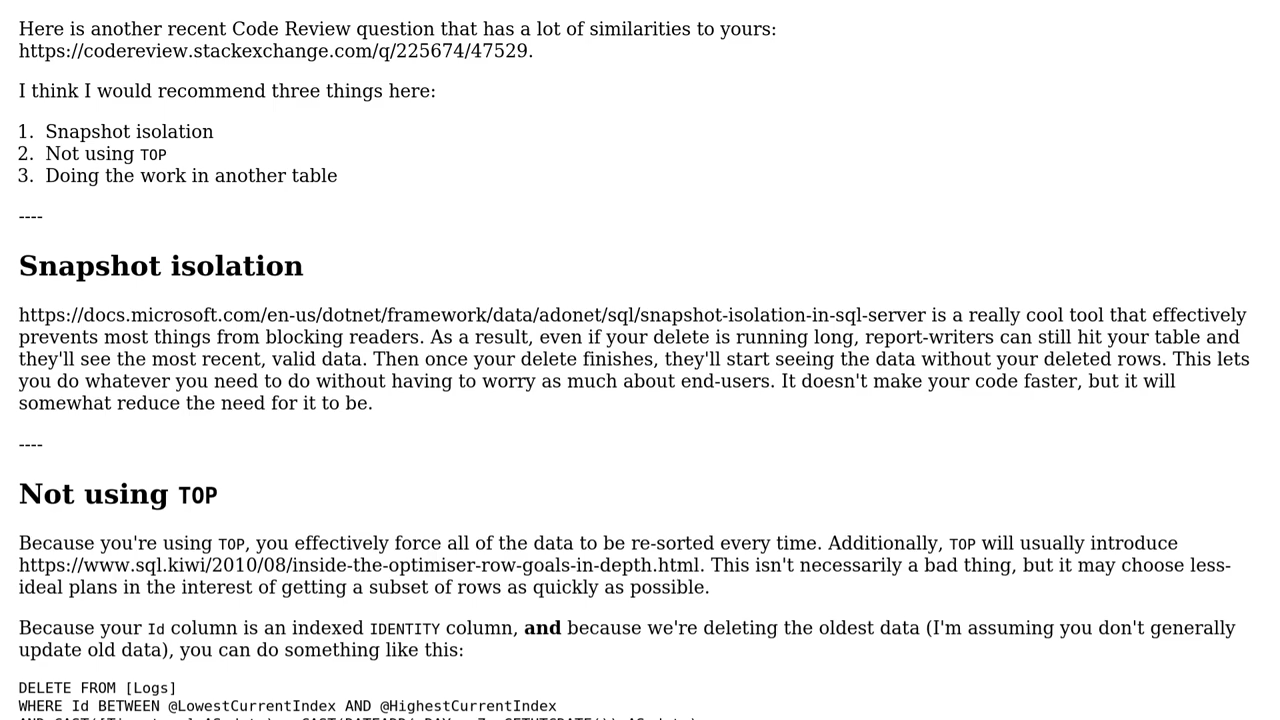 Here is another recent Code Review question that has a lot of similarities to yours:
https://codereview.stackexchange.com/q/225674/47529.
I think I would recommend three things here:
1. Snapshot isolation
2. Not using TOP
3. Doing the work in another table
----
Snapshot isolation
https://docs.microsoft.com/en-us/dotnet/framework/data/adonet/sql/snapshot-isolation-in-sql-server is a really cool tool that effectively
prevents most things from blocking readers. As a result, even if your delete is running long, report-writers can still hit your table and
they'll see the most recent, valid data. Then once your delete finishes, they'll start seeing the data without your deleted rows. This lets
you do whatever you need to do without having to worry as much about end-users. It doesn't make your code faster, but it will
somewhat reduce the need for it to be.
----
Not using TOP
Because you're using TOP, you effectively force all of the data to be re-sorted every time. Additionally, TOP will usually introduce
https://www.sql.kiwi/2010/08/inside-the-optimiser-row-goals-in-depth.html. This isn't necessarily a bad thing, but it may choose less-
ideal plans in the interest of getting a subset of rows as quickly as possible.
Because your Id column is an indexed IDENTITY column, and because we're deleting the oldest data (I'm assuming you don't generally
update old data), you can do something like this:
DELETE FROM [Logs]
WHERE Id BETWEEN @LowestCurrentIndex AND @HighestCurrentIndex